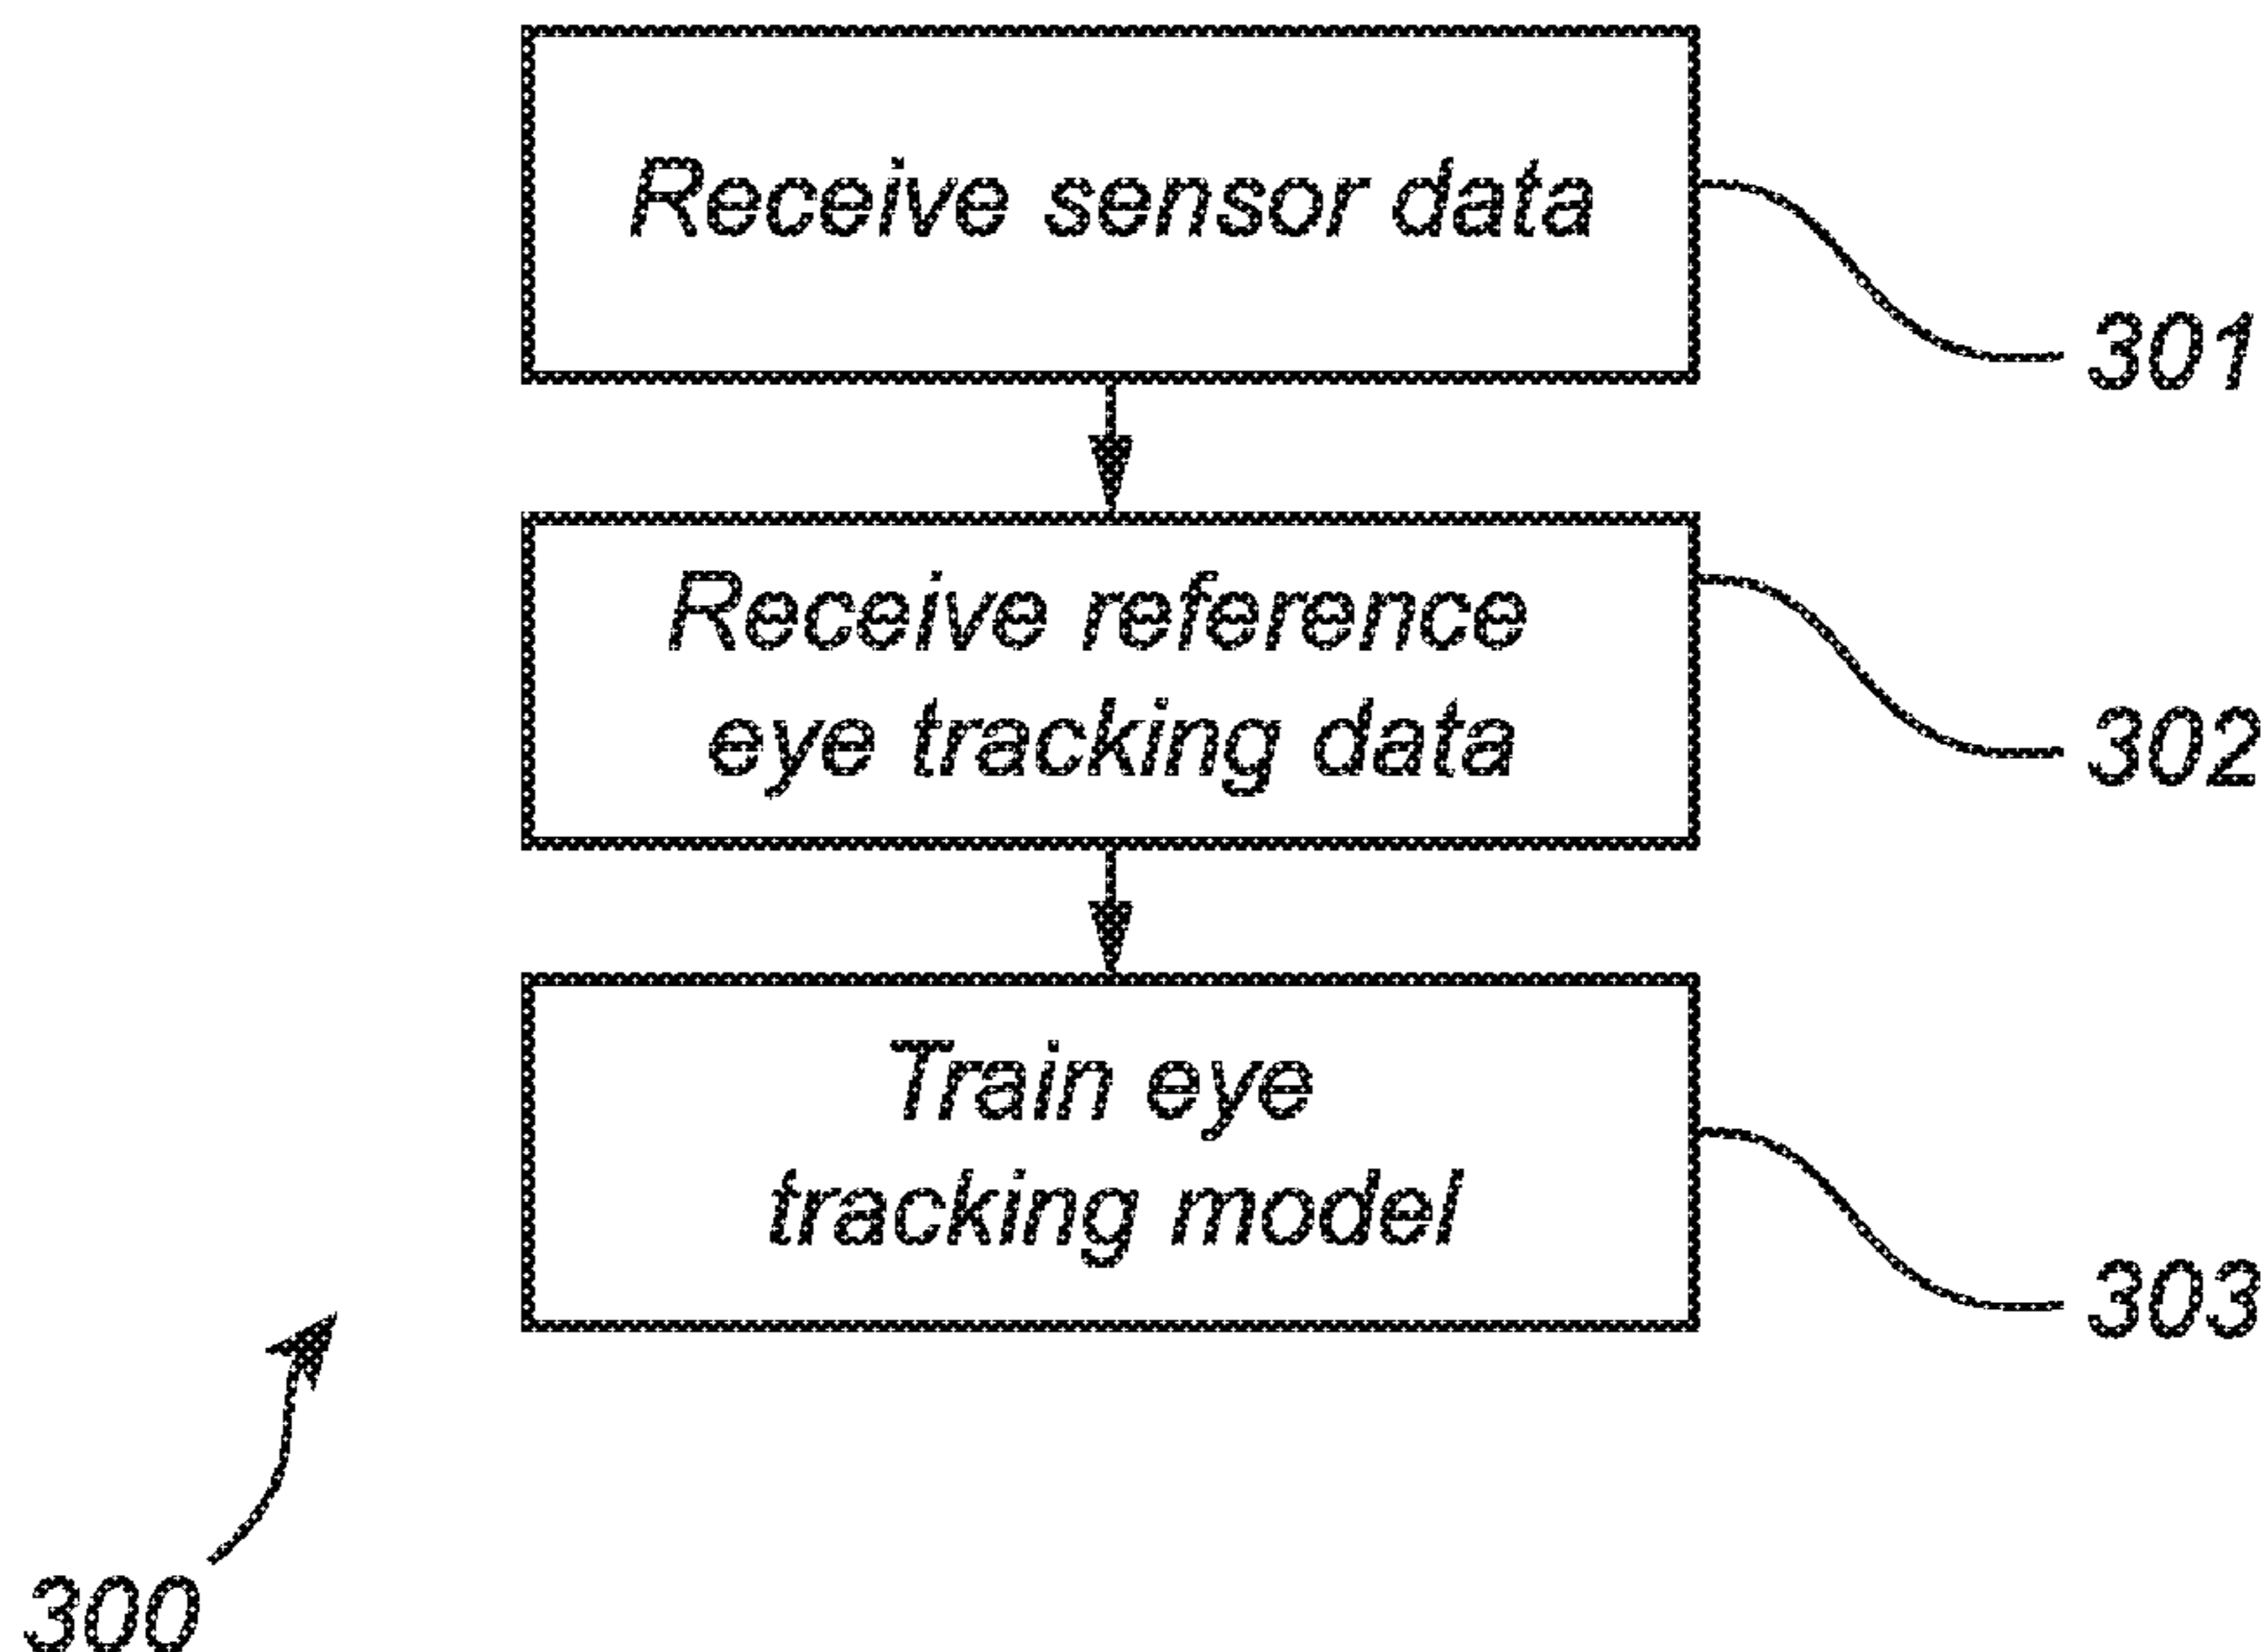 Receive sensor data
301
Receive reference
eye tracking data
302
Train eye
tracking model
303
300